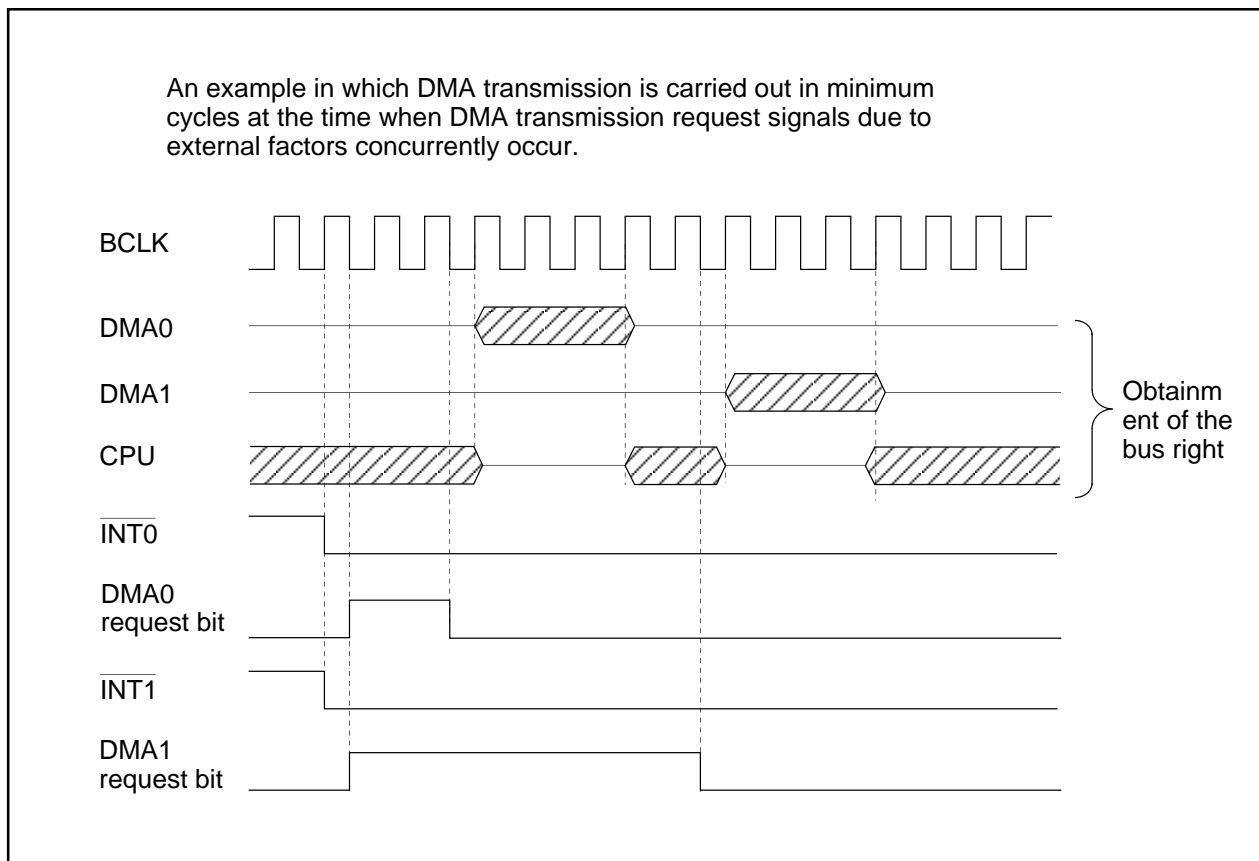 An example in which DMA transmission is carried out in minimum
cycles at the time when DMA transmission request signals due to
external factors concurrently occur.
BCLK
DMA0
DMA1
CPU
Obtainm
ent of the
bus right
INT0
DMA0
request bit
INT1
DMA1
request bit